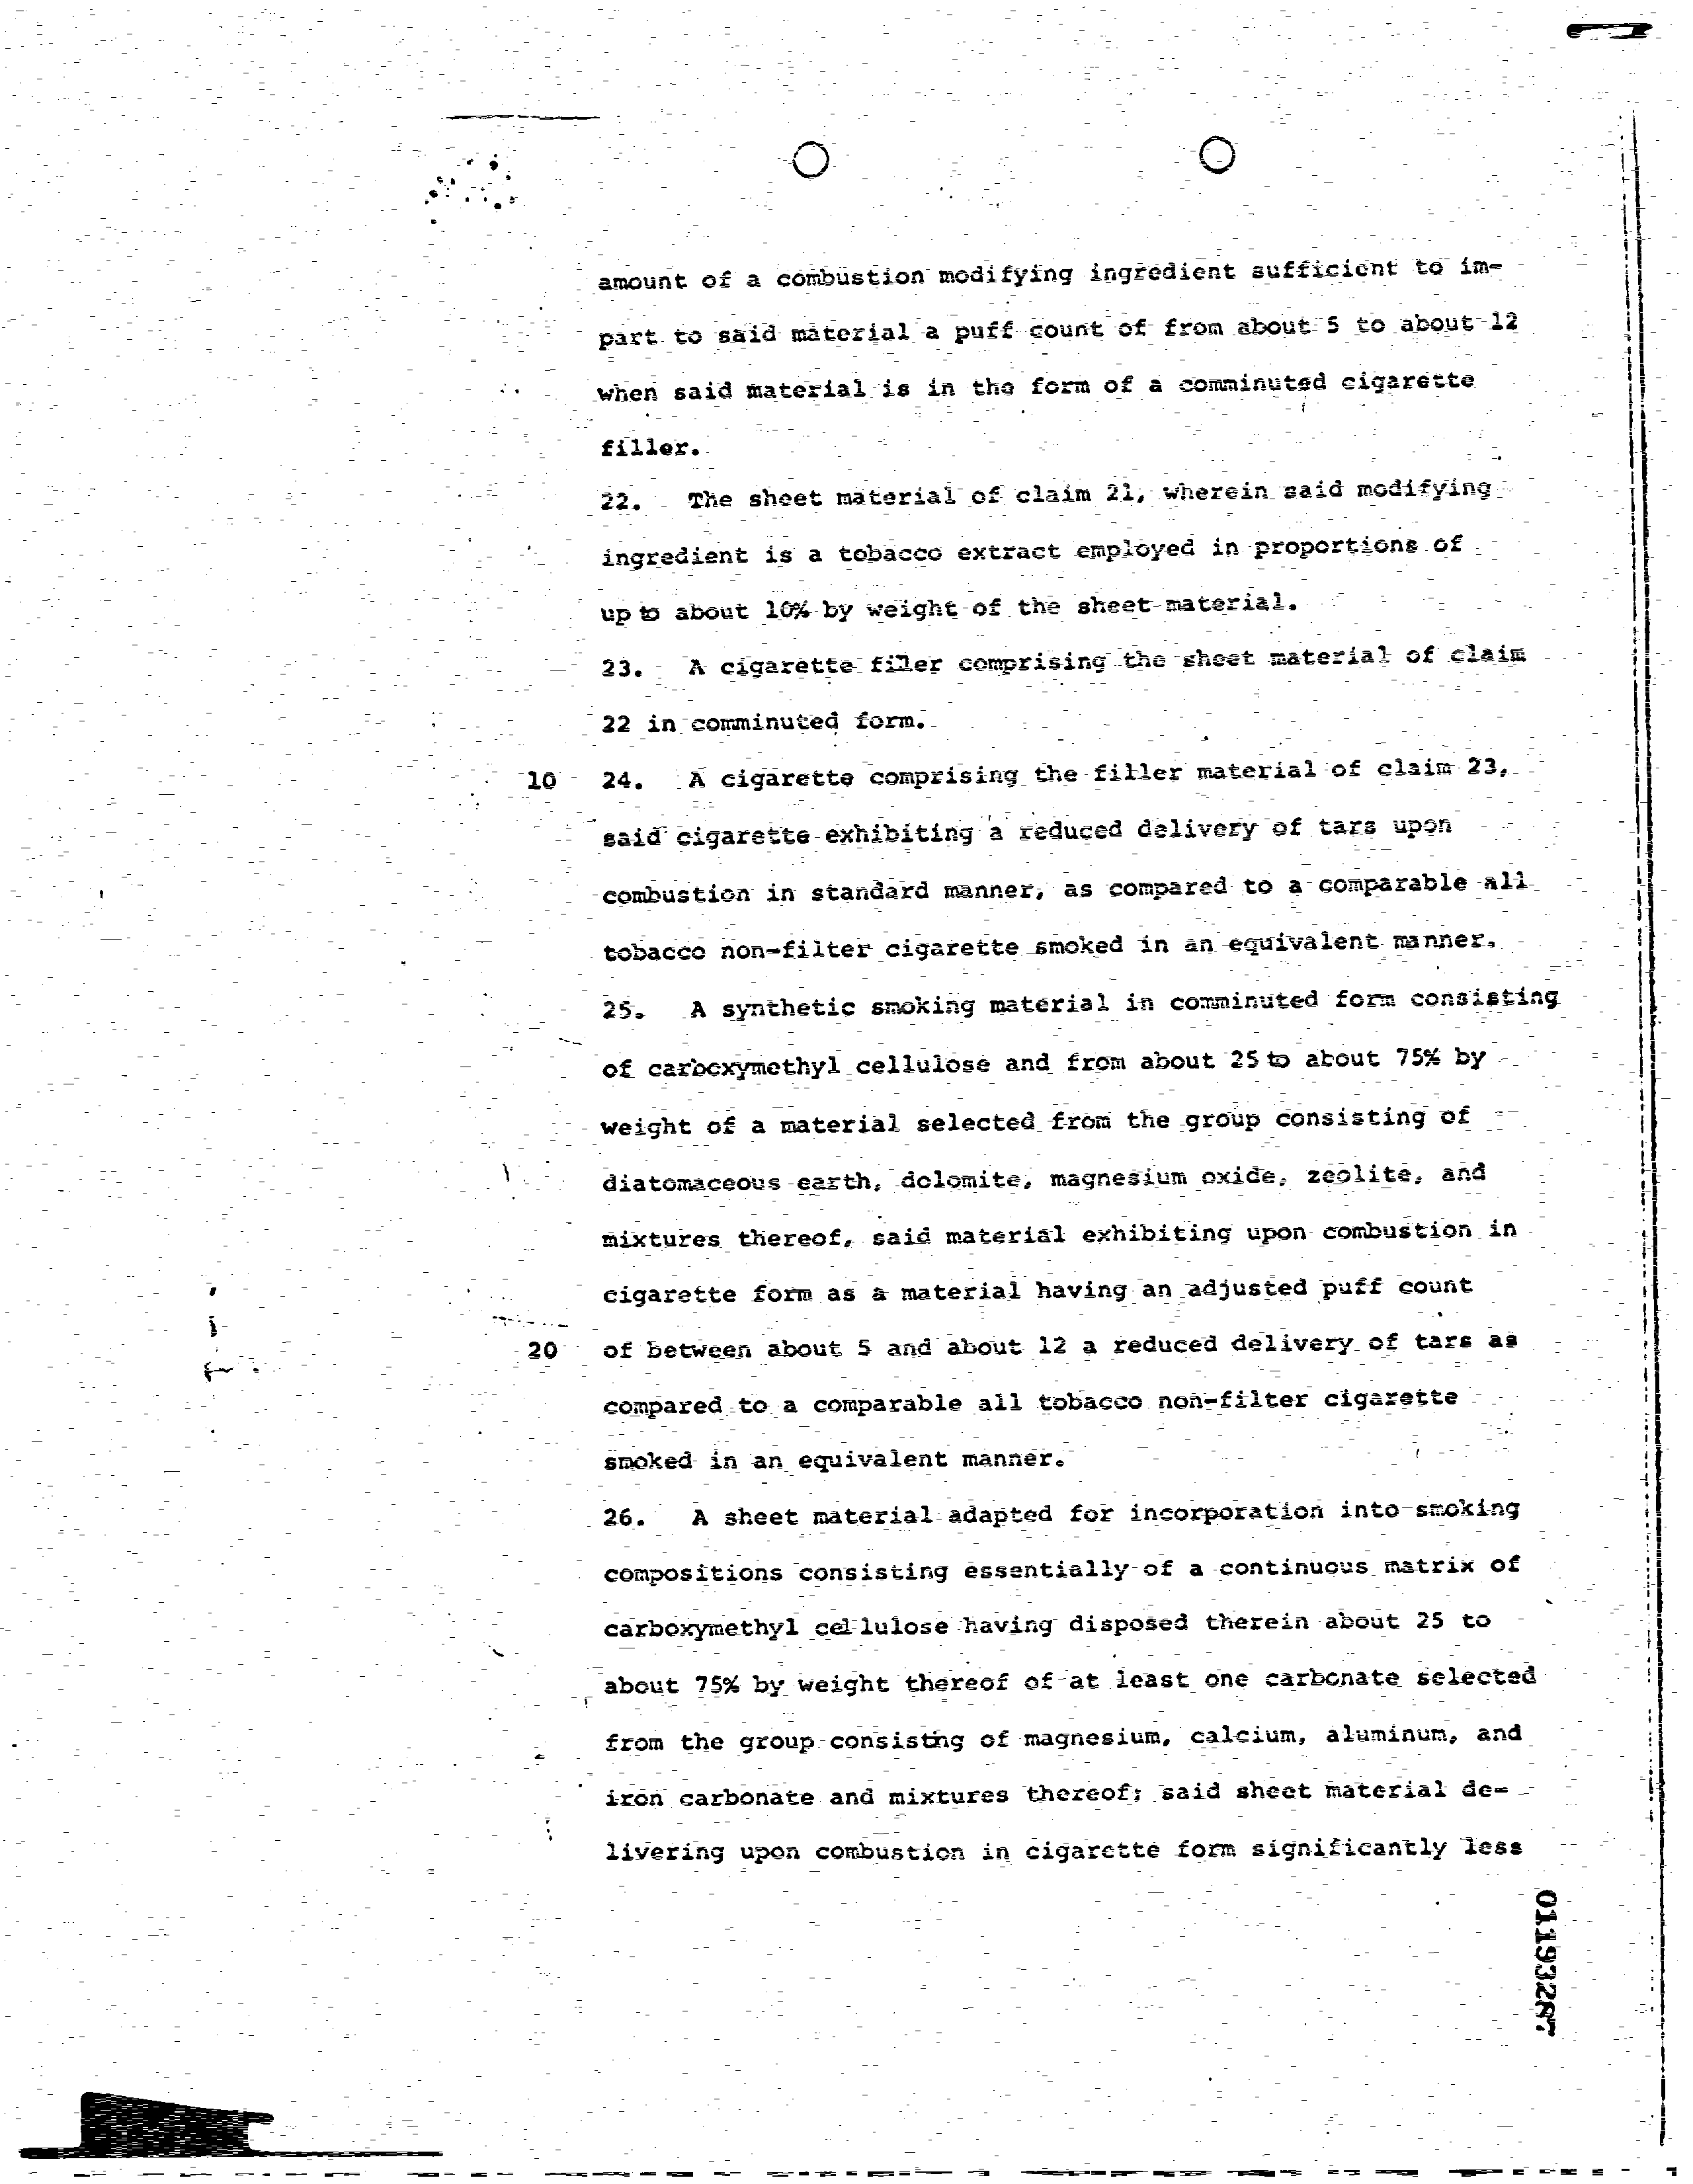 amount of a combustion modifying ingredient sufficient to im-
part to said material a puff count of from about 5 to about 12
when said material is in the form of a comminuted cigarette
filler.
22. The sheet material of claim 21, wherein said modifying
ingredient is a tobacco extract employed in proportions of
up to about 10% by weight of the sheet material.
23. A cigarette filler comprising the sheet material of claim
22 in comminuted form.
10 24. A cigarette comprising the filler material of claim 23,
said cigarette exhibiting a reduced delivery of tars upon
combustion in standard manner, as compared to a comparable all
tobacco non-filter cigarette smoked in an equivalent manner.
25. A synthetic smoking material in comminuted form consisting
of carboxymethyl cellulose and from about 25 to about 75% by
weight of a material selected from the group consisting of
diatomaceous earth, dolomite, magnesium oxide, zeolite, and
mixtures thereof, said material exhibiting upon combustion in
cigarette form as a material having an adjusted puff count
20 of between about 5 and about 12 a reduced delivery of tars as
compared to a comparable all tobacco non-filter cigarette
smoked in an equivalent manner.
26. A sheet material adapted for incorporation into smoking
compositions consisting essentially of a continuous matrix of
carboxymethyl cellulose having disposed therein about 25 to
about 75% by weight thereof of at least one carbonate selected
from the group consisting of magnesium, calcium, aluminum, and
iron carbonate and mixtures thereof; said sheet material de-
livering upon combustion in cigarette form significantly less
01193287